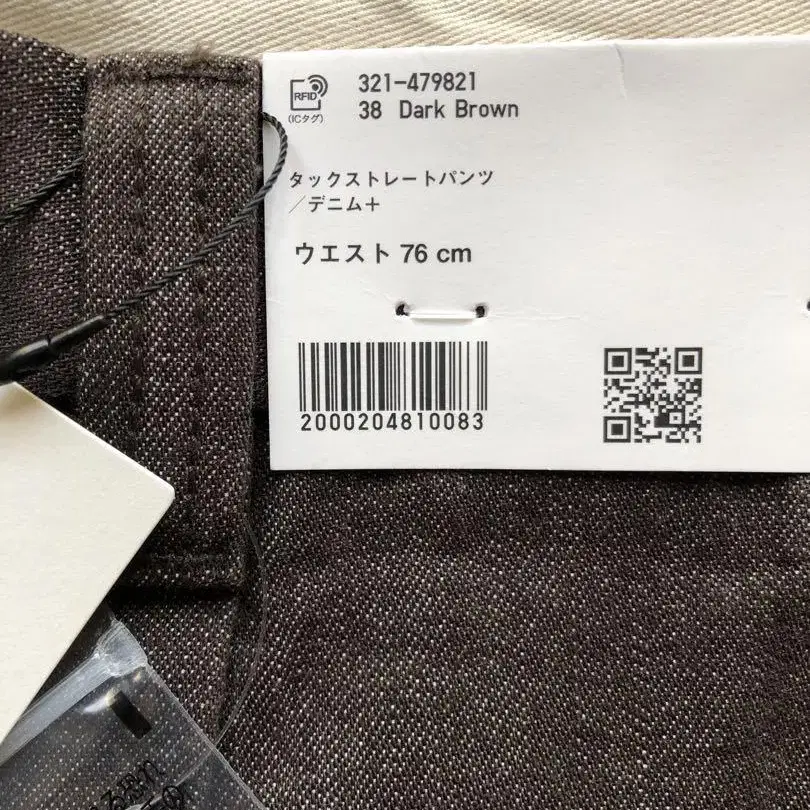 RFID
(ICタグ)
321-479821
38 Dark Brown
タックストレートパンツ
／デニム＋
ウエスト 76 cm
2000204810083